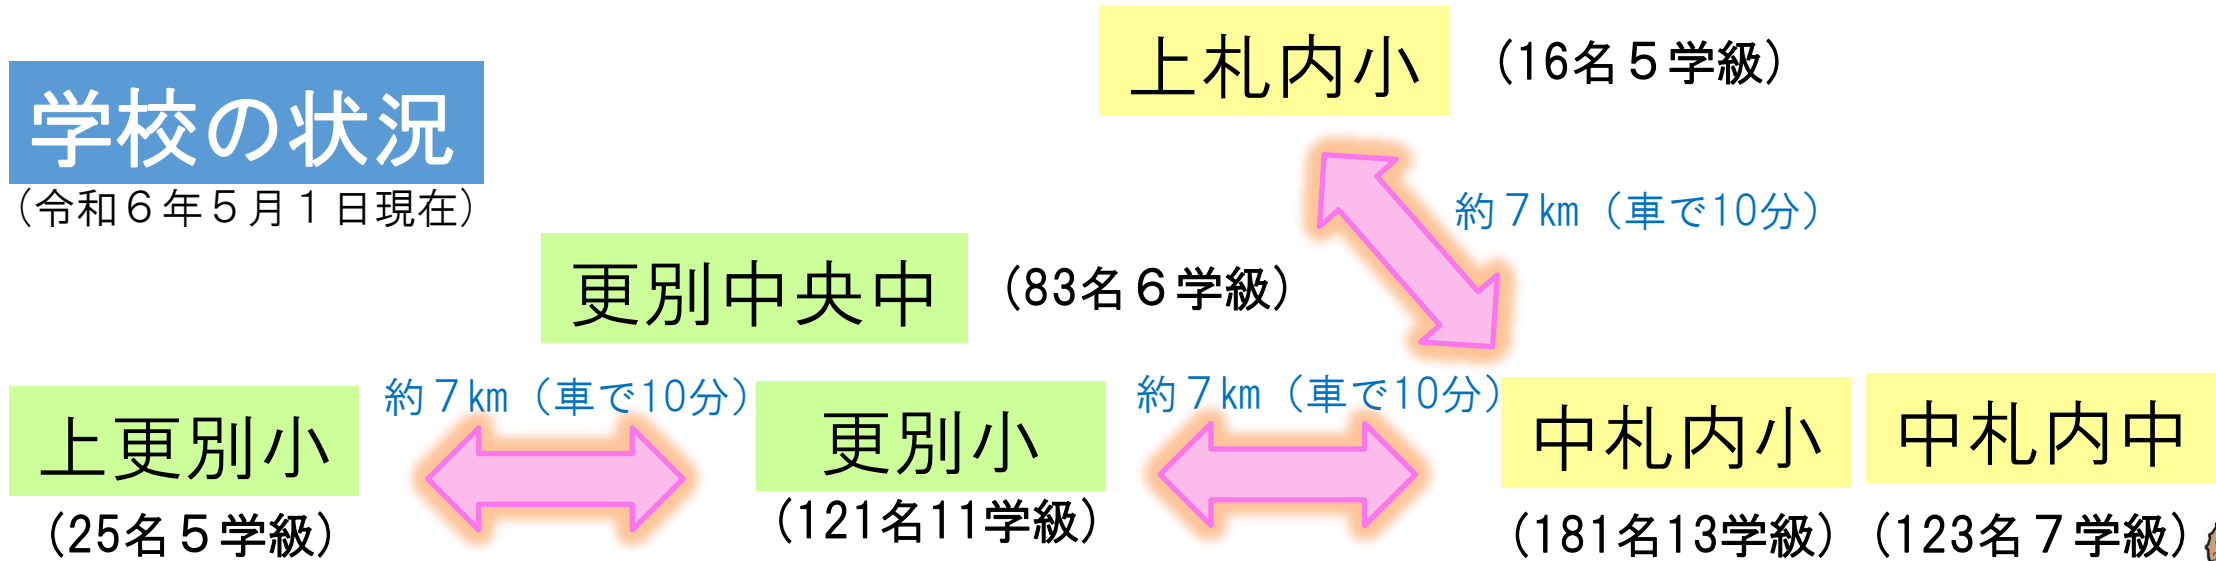 学校の状況
（令和６年５月１日現在）
上札内小
（16名５学級）
約７km（車で10分）
更別中央中
（83名６学級）
上更別小
（25名５学級）
約７km（車で10分）
更別小
（121名11学級）
約７km（車で10分）
中札内小
（181名13学級）
中札内中
（123名７学級）